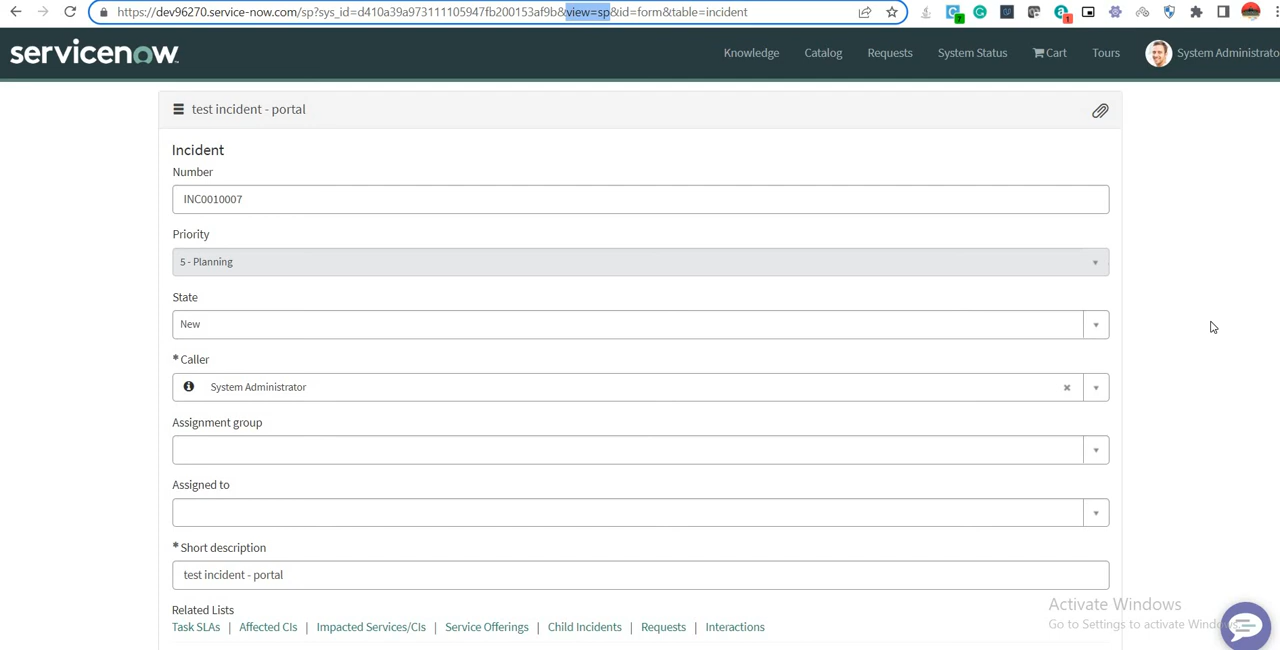 https://dev96270.service-now.com/sp?sys_id=d410a39a973111105947fb200153af9b&view=sp&id=form&table=incident
servicenow
Knowledge Catalog Requests System Status Cart Tours System Administrato
test incident - portal
Incident
Number
INC0010007
Priority
5 - Planning
State
New
* Caller
System Administrator
Assignment group
Assigned to
* Short description
test incident - portal
Related Lists
Task SLAs | Affected CIs | Impacted Services/CIs | Service Offerings | Child Incidents | Requests | Interactions
Activate Windows
Go to Settings to activate Windows.